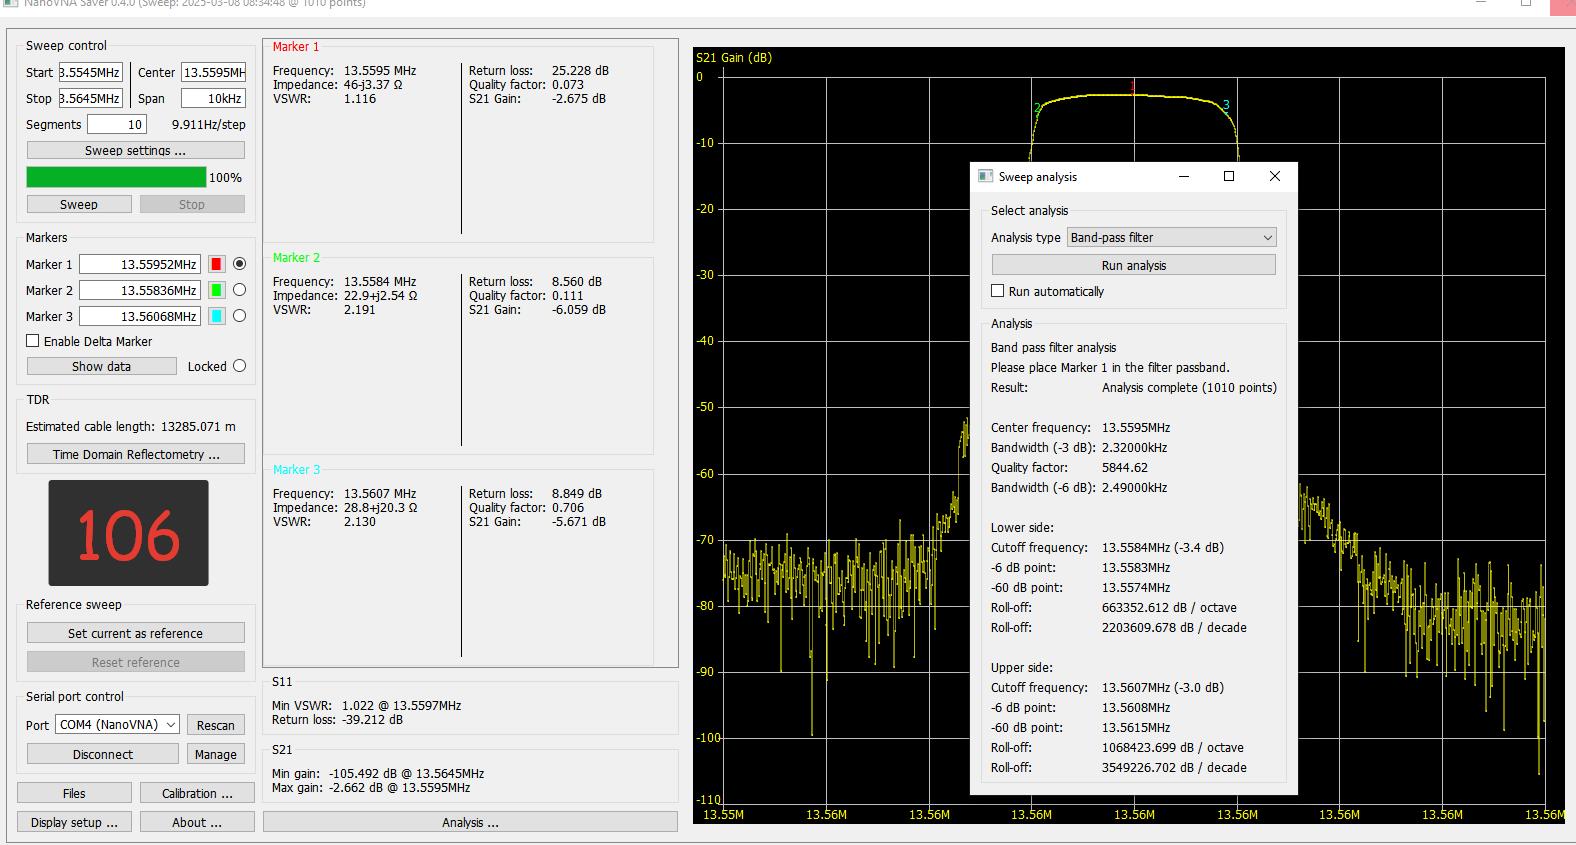 NanoVNA Saver 0.4.0 (Sweep: 2025-03-08 08:34:48 @ 1010 points)
Sweep control
Start 3.5545MHz Center 13.5595MH
Stop 3.5645MHz Span 10kHz
Segments 10 9.911Hz/step
Sweep settings ...
100%
Sweep Stop
Markers
Marker 1 13.55952MHz
Marker 2 13.55836MHz
Marker 3 13.56068MHz
Enable Delta Marker
Show data Locked
TDR
Estimated cable length: 13285.071 m
Time Domain Reflectometry ...
106
Reference sweep
Set current as reference
Reset reference
Serial port control
Port COM4 (NanoVNA) Rescan
Disconnect Manage
Files Calibration ...
Display setup ... About ...
Marker 1
Frequency: 13.5595 MHz Return loss: 25.228 dB
Impedance: 46-j3.37 Ω Quality factor: 0.073
VSWR: 1.116 S21 Gain: -2.675 dB
Marker 2
Frequency: 13.5584 MHz Return loss: 8.560 dB
Impedance: 22.9+j2.54 Ω Quality factor: 0.111
VSWR: 2.191 S21 Gain: -6.059 dB
Marker 3
Frequency: 13.5607 MHz Return loss: 8.849 dB
Impedance: 28.8+j20.3 Ω Quality factor: 0.706
VSWR: 2.130 S21 Gain: -5.671 dB
S11
Min VSWR: 1.022 @ 13.5597MHz
Return loss: -39.212 dB
S21
Min gain: -105.492 dB @ 13.5645MHz
Max gain: -2.662 dB @ 13.5595MHz
Analysis ...
S21 Gain (dB)
0
-10
-20
-30
-40
-50
-60
-70
-80
-90
-100
-110
1
2
3
13.55M 13.56M 13.56M 13.56M 13.56M 13.56M 13.56M 13.56M 13.56M
Sweep analysis
Select analysis
Analysis type Band-pass filter
Run analysis
Run automatically
Analysis
Band pass filter analysis
Please place Marker 1 in the filter passband.
Result: Analysis complete (1010 points)
Center frequency: 13.5595MHz
Bandwidth (-3 dB): 2.32000kHz
Quality factor: 5844.62
Bandwidth (-6 dB): 2.49000kHz
Lower side:
Cutoff frequency: 13.5584MHz (-3.4 dB)
-6 dB point: 13.5583MHz
-60 dB point: 13.5574MHz
Roll-off: 663352.612 dB / octave
Roll-off: 2203609.678 dB / decade
Upper side:
Cutoff frequency: 13.5607MHz (-3.0 dB)
-6 dB point: 13.5608MHz
-60 dB point: 13.5615MHz
Roll-off: 1068423.699 dB / octave
Roll-off: 3549226.702 dB / decade